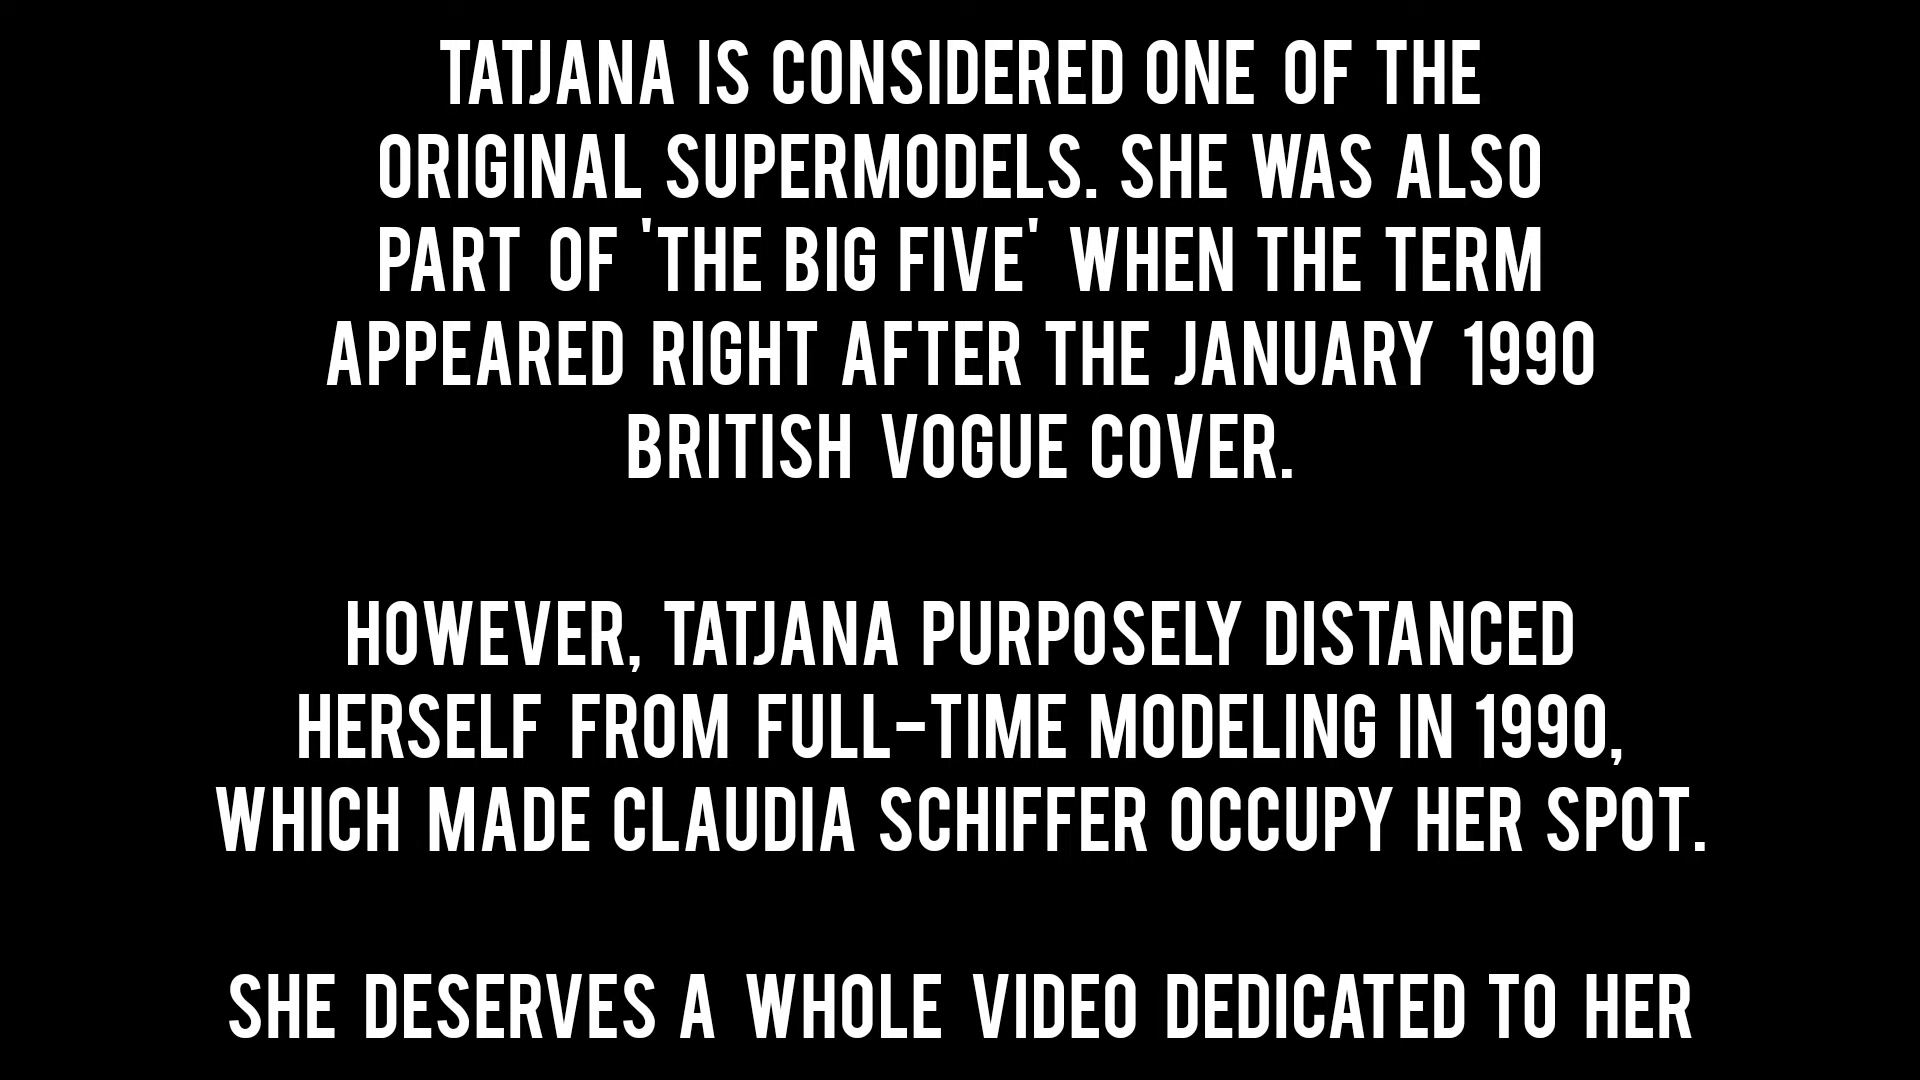 TATJANA IS CONSIDERED ONE OF THE
ORIGINAL SUPERMODELS. SHE WAS ALSO
PART OF 'THE BIG FIVE' WHEN THE TERM
APPEARED RIGHT AFTER THE JANUARY 1990
BRITISH VOGUE COVER.
HOWEVER, TATJANA PURPOSELY DISTANCED
HERSELF FROM FULL-TIME MODELING IN 1990,
WHICH MADE CLAUDIA SCHIFFER OCCUPY HER SPOT.
SHE DESERVES A WHOLE VIDEO DEDICATED TO HER